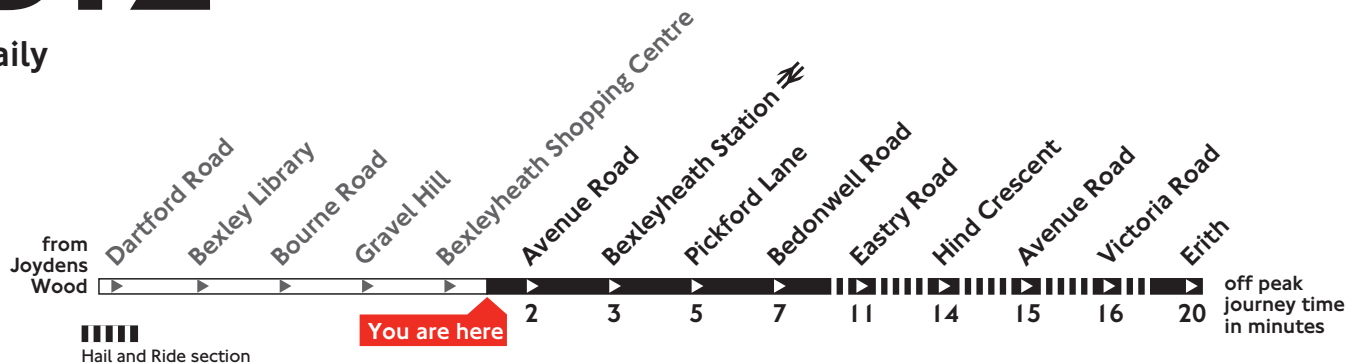 from
Joydens
Wood
Dartford Road
Bexley Library
Bourne Road
Gravel Hill
Bexleyheath Shopping Centre
Avenue Road
Bexleyheath Station
Pickford Lane
Bedonwell Road
Eastry Road
Hind Crescent
Avenue Road
Victoria Road
Erith
You are here
2 3 5 7 11 14 15 16 20
off peak
journey time
in minutes
Hail and Ride section